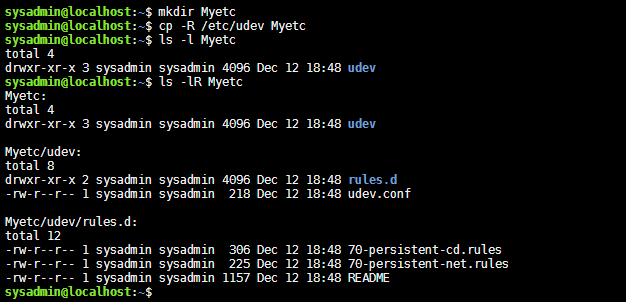 sysadmin@localhost:~$ mkdir Myetc
sysadmin@localhost:~$ cp -R /etc/udev Myetc
sysadmin@localhost:~$ ls -l Myetc
total 4
drwxr-xr-x 3 sysadmin sysadmin 4096 Dec 12 18:48 udev
sysadmin@localhost:~$ ls -lR Myetc
Myetc:
total 4
drwxr-xr-x 3 sysadmin sysadmin 4096 Dec 12 18:48 udev

Myetc/udev:
total 8
drwxr-xr-x 2 sysadmin sysadmin 4096 Dec 12 18:48 rules.d
-rw-r--r-- 1 sysadmin sysadmin  218 Dec 12 18:48 udev.conf

Myetc/udev/rules.d:
total 12
-rw-r--r-- 1 sysadmin sysadmin  306 Dec 12 18:48 70-persistent-cd.rules
-rw-r--r-- 1 sysadmin sysadmin  225 Dec 12 18:48 70-persistent-net.rules
-rw-r--r-- 1 sysadmin sysadmin 1157 Dec 12 18:48 README
sysadmin@localhost:~$